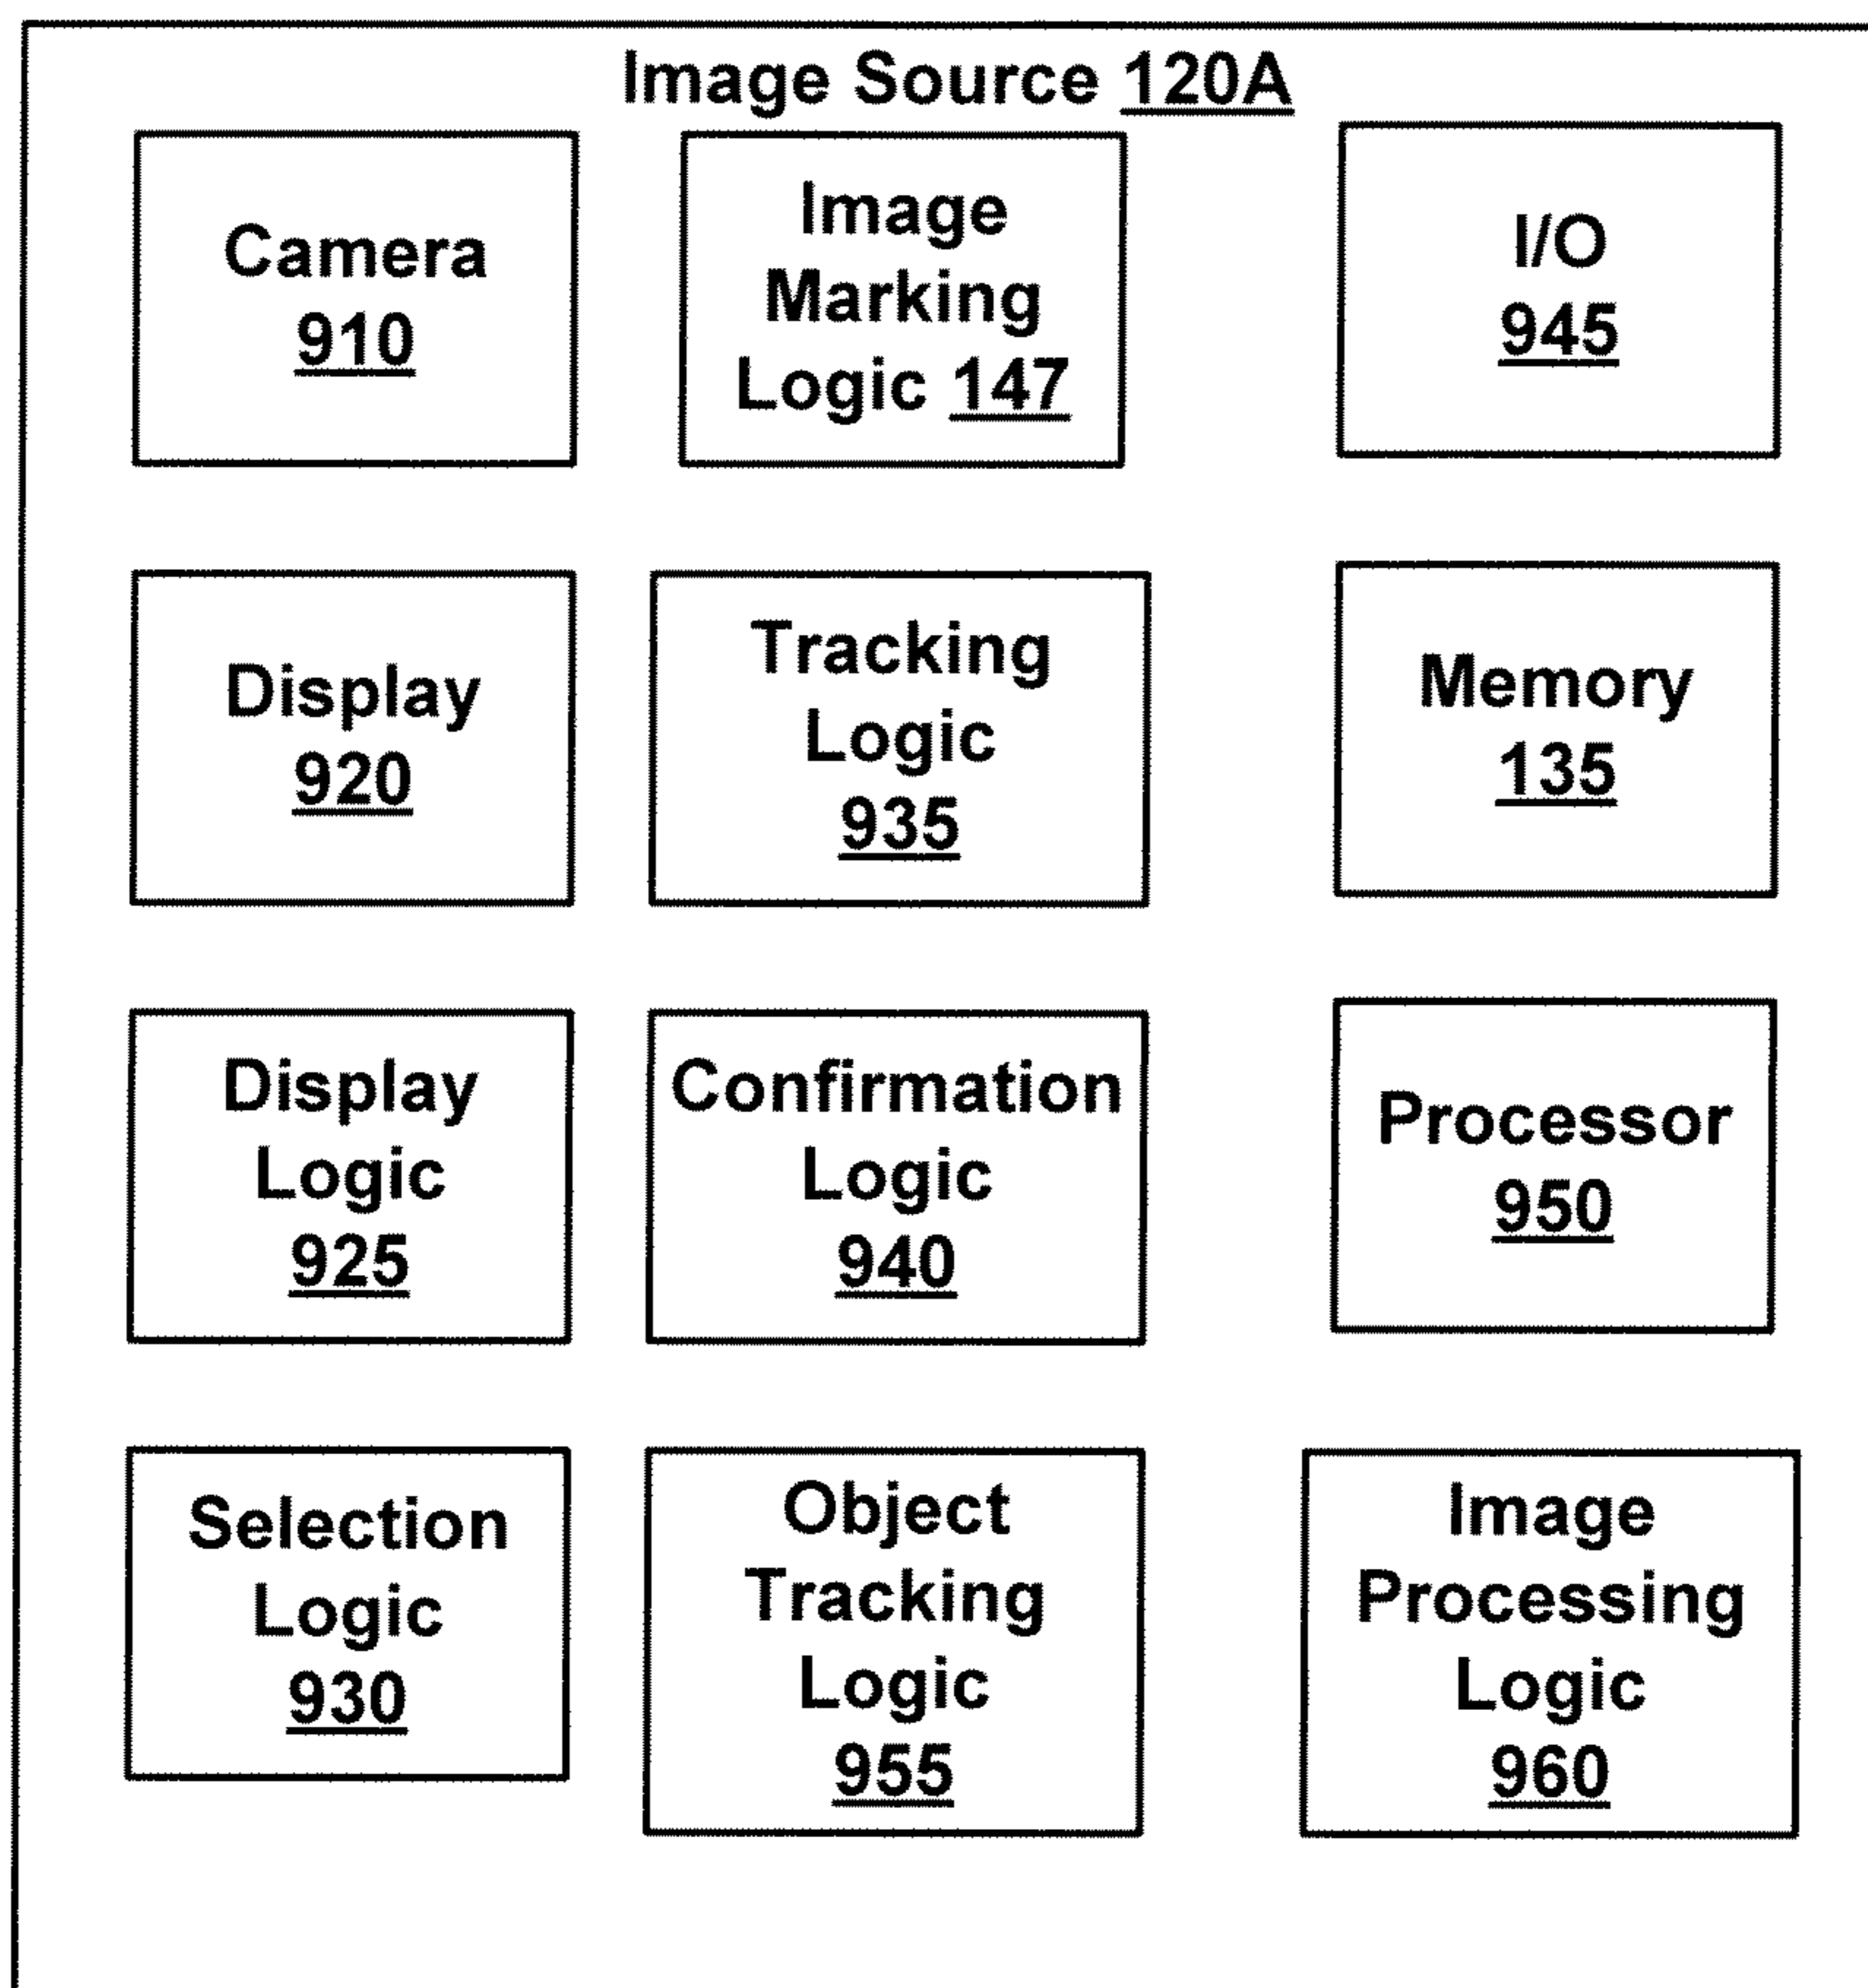 Image Source 120A
Camera
910
Image
Marking
Logic 147
I/O
945
Display
920
Tracking
Logic
935
Memory
135
Display
Logic
925
Confirmation
Logic
940
Processor
950
Selection
Logic
930
Object
Tracking
Logic
955
Image
Processing
Logic
960